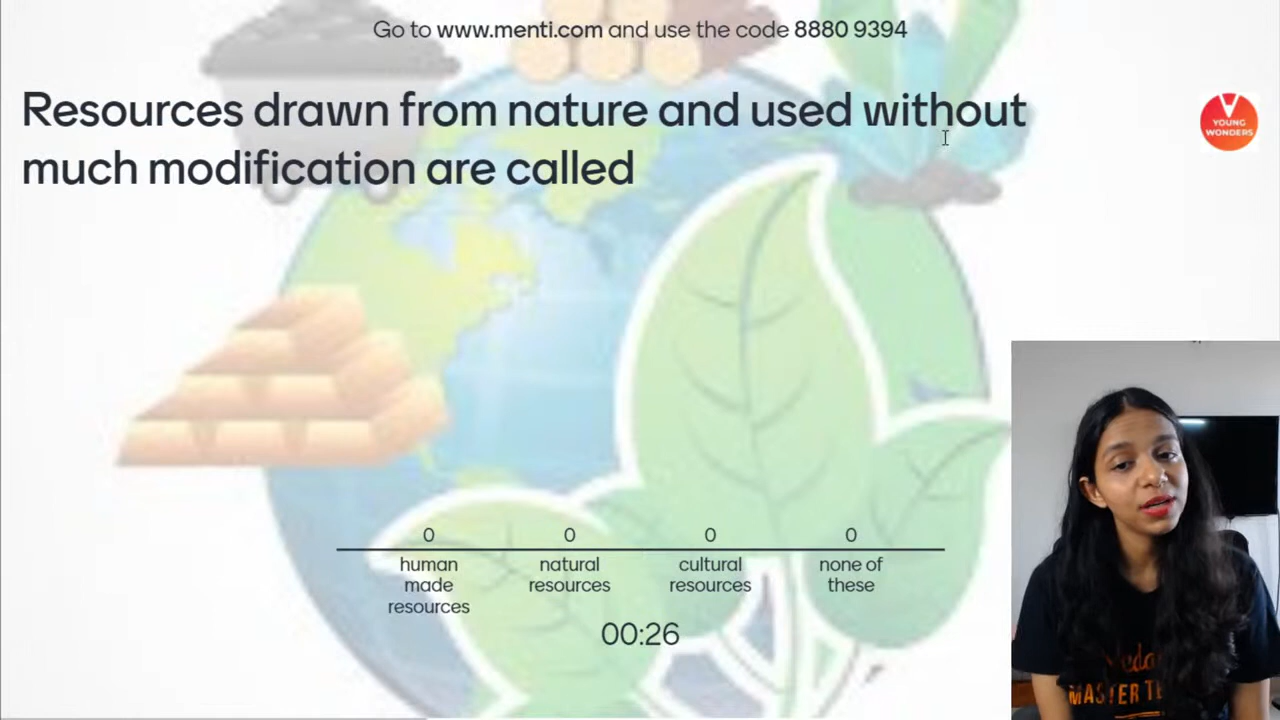 Go to www.menti.com and use the code 8880 9394
Resources drawn from nature and used without
much modification are called
YOUNG
WONDERS
0
0
0
0
human
made
resources
natural
resources
cultural
resources
none of
these
00:26
MASTER TE